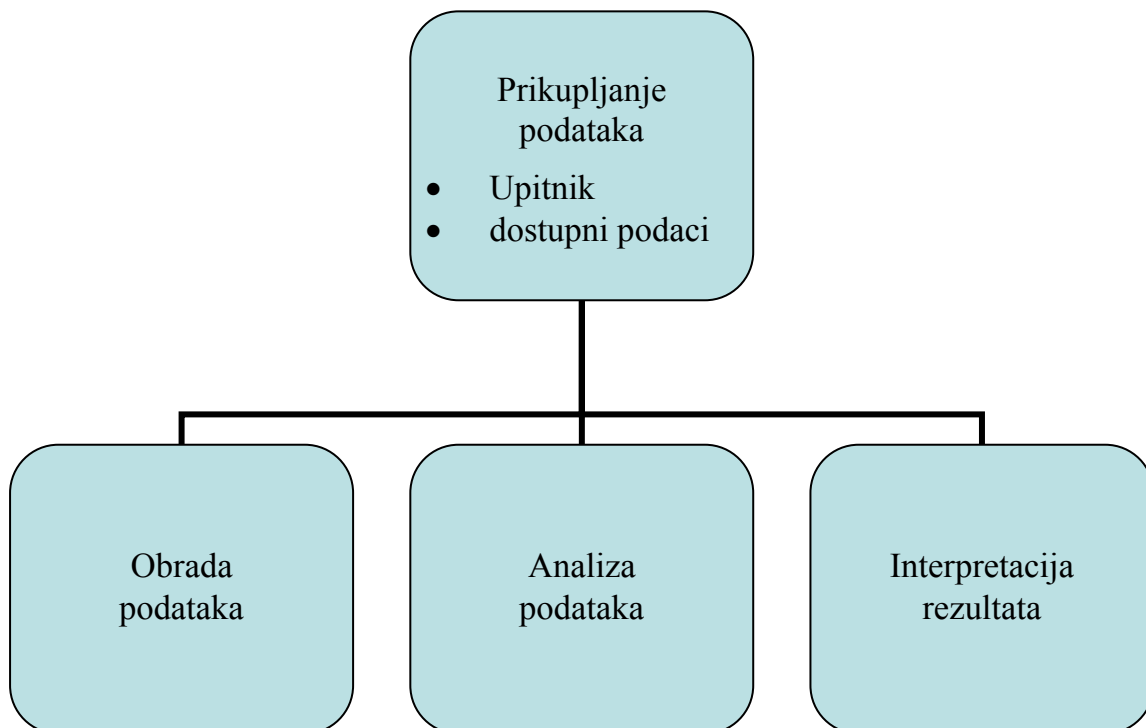 Prikupljanje
podataka
• Upitnik
• dostupni podaci
Obrada
podataka
Analiza
podataka
Interpretacija
rezultata